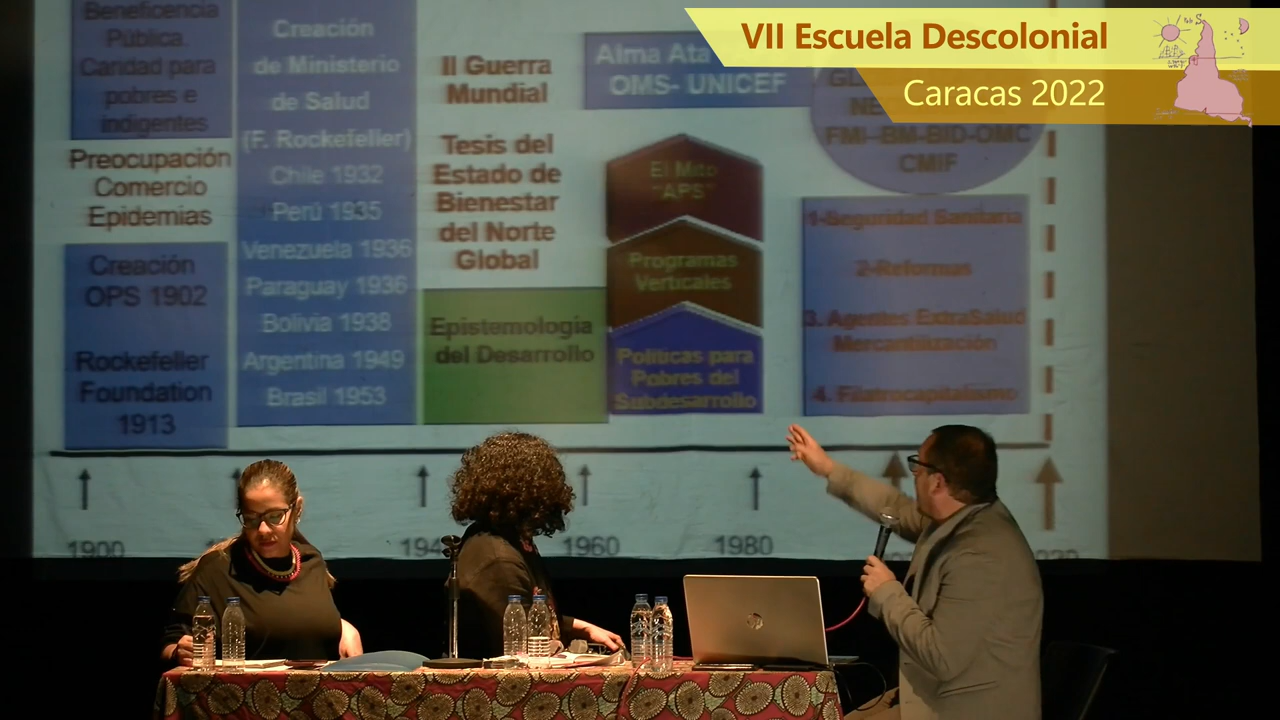 VII Escuela Descolonial
Caracas 2022
Beneficencia
Pública.
Caridad para
pobres e
indigentes
Preocupación
Comercio
Epidemias
Creación
OPS 1902
Rockefeller
Foundation
1913
Creación
de Ministerio
de Salud
(F. Rockefeller)
Chile 1932
Perú 1935
Venezuela 1936
Paraguay 1936
Bolivia 1938
Argentina 1949
Brasil 1953
II Guerra
Mundial
Tesis del
Estado de
Bienestar
del Norte
Global
Epistemología
del Desarrollo
Alma Ata
OMS- UNICEF
El Mito
"APS"
Programas
Verticales
Políticas para
Pobres del
Subdesarrollo
FMI-BM-BID-OMC
CMIF
1-Seguridad Sanitaria
2-Reformas
3. Agentes ExtraSalud
Mercantilización
4. Filatrocapitalismo
1900
1960
1980
hp